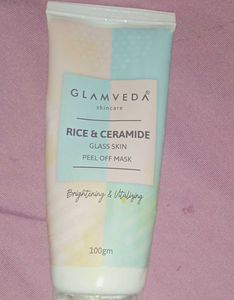 GLAMVEDA®
skincare
RICE & CERAMIDE
GLASS SKIN
PEEL OFF MASK
Brightening & Vitalizing
100gm